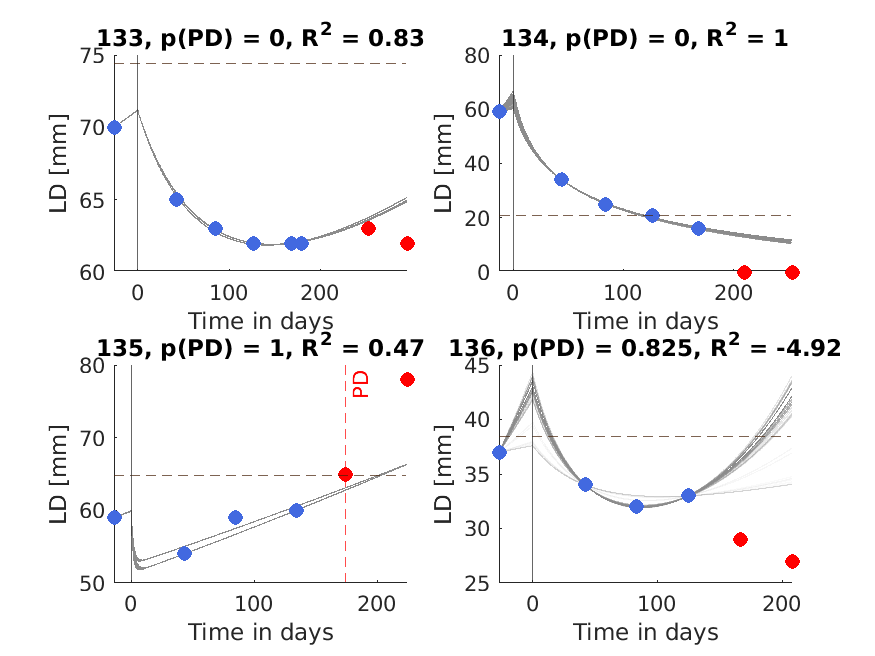 133, p(PD) = 0, R² = 0.83
75
70
65
60
LD [mm]
0 100 200
Time in days
134, p(PD) = 0, R² = 1
80
60
40
20
0
LD [mm]
0 100 200
Time in days
135, p(PD) = 1, R² = 0.47
80
70
60
50
LD [mm]
PD
0 100 200
Time in days
136, p(PD) = 0.825, R² = -4.92
45
40
35
30
25
LD [mm]
0 100 200
Time in days